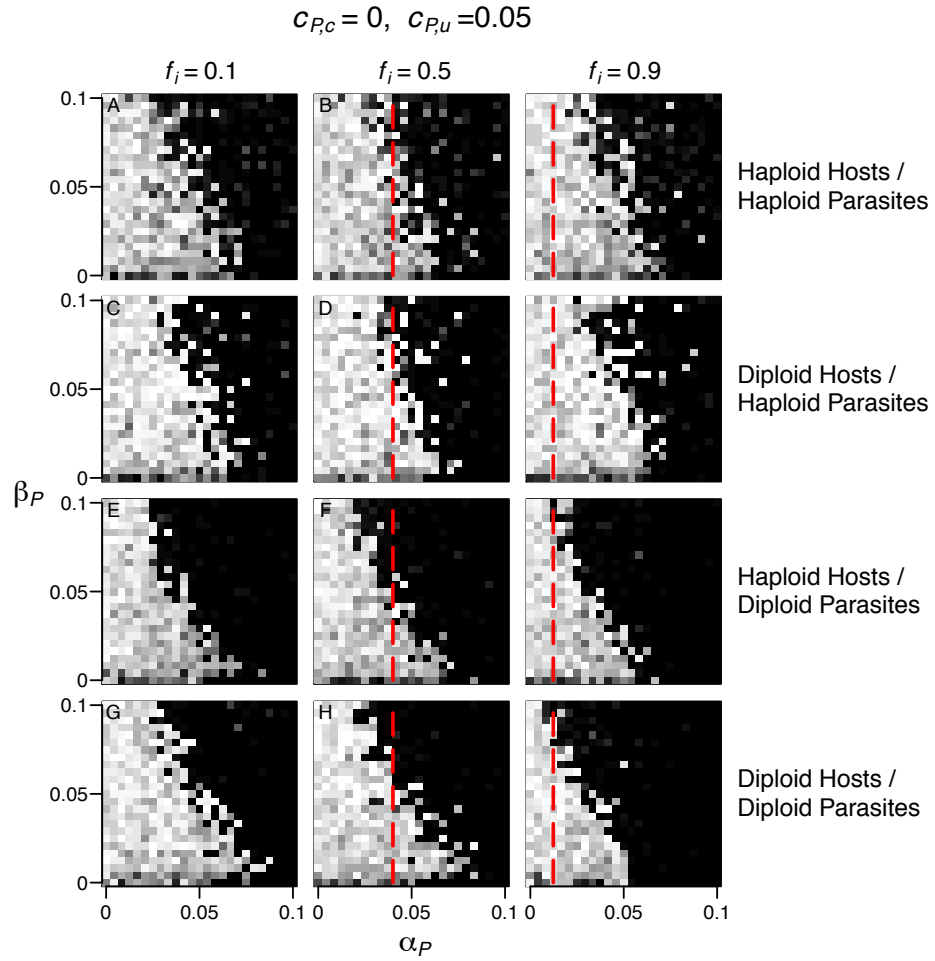 c_{P,c} = 0, c_{P,u} =0.05
f_i = 0.1 f_i = 0.5 f_i = 0.9
0.1 A B
Haploid Hosts /
Haploid Parasites
0.05
0
0.1 C D
Diploid Hosts /
Haploid Parasites
0.05
0
β_P
0.1 E F
Haploid Hosts /
Diploid Parasites
0.05
0
0.1 G H
Diploid Hosts /
Diploid Parasites
0.05
0
0 0.05 0.1 0 0.05 0.1 0 0.05 0.1
α_P